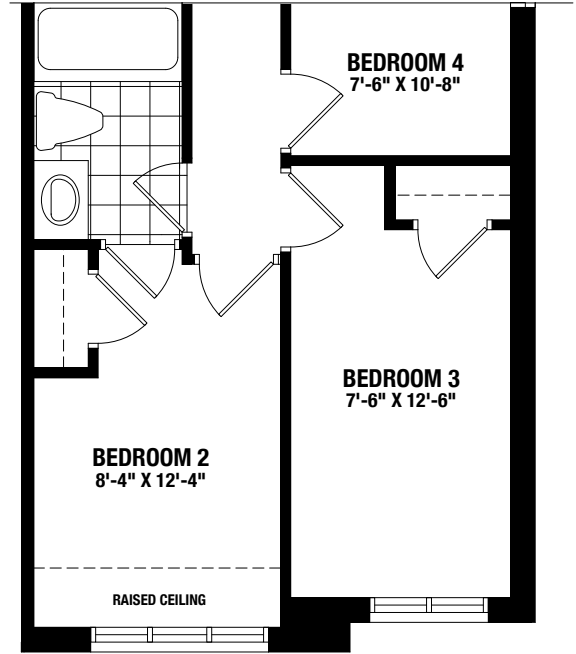 BEDROOM 4
7'-6" X 10'-8"
BEDROOM 3
7'-6" X 12'-6"
BEDROOM 2
8'-4" X 12'-4"
RAISED CEILING